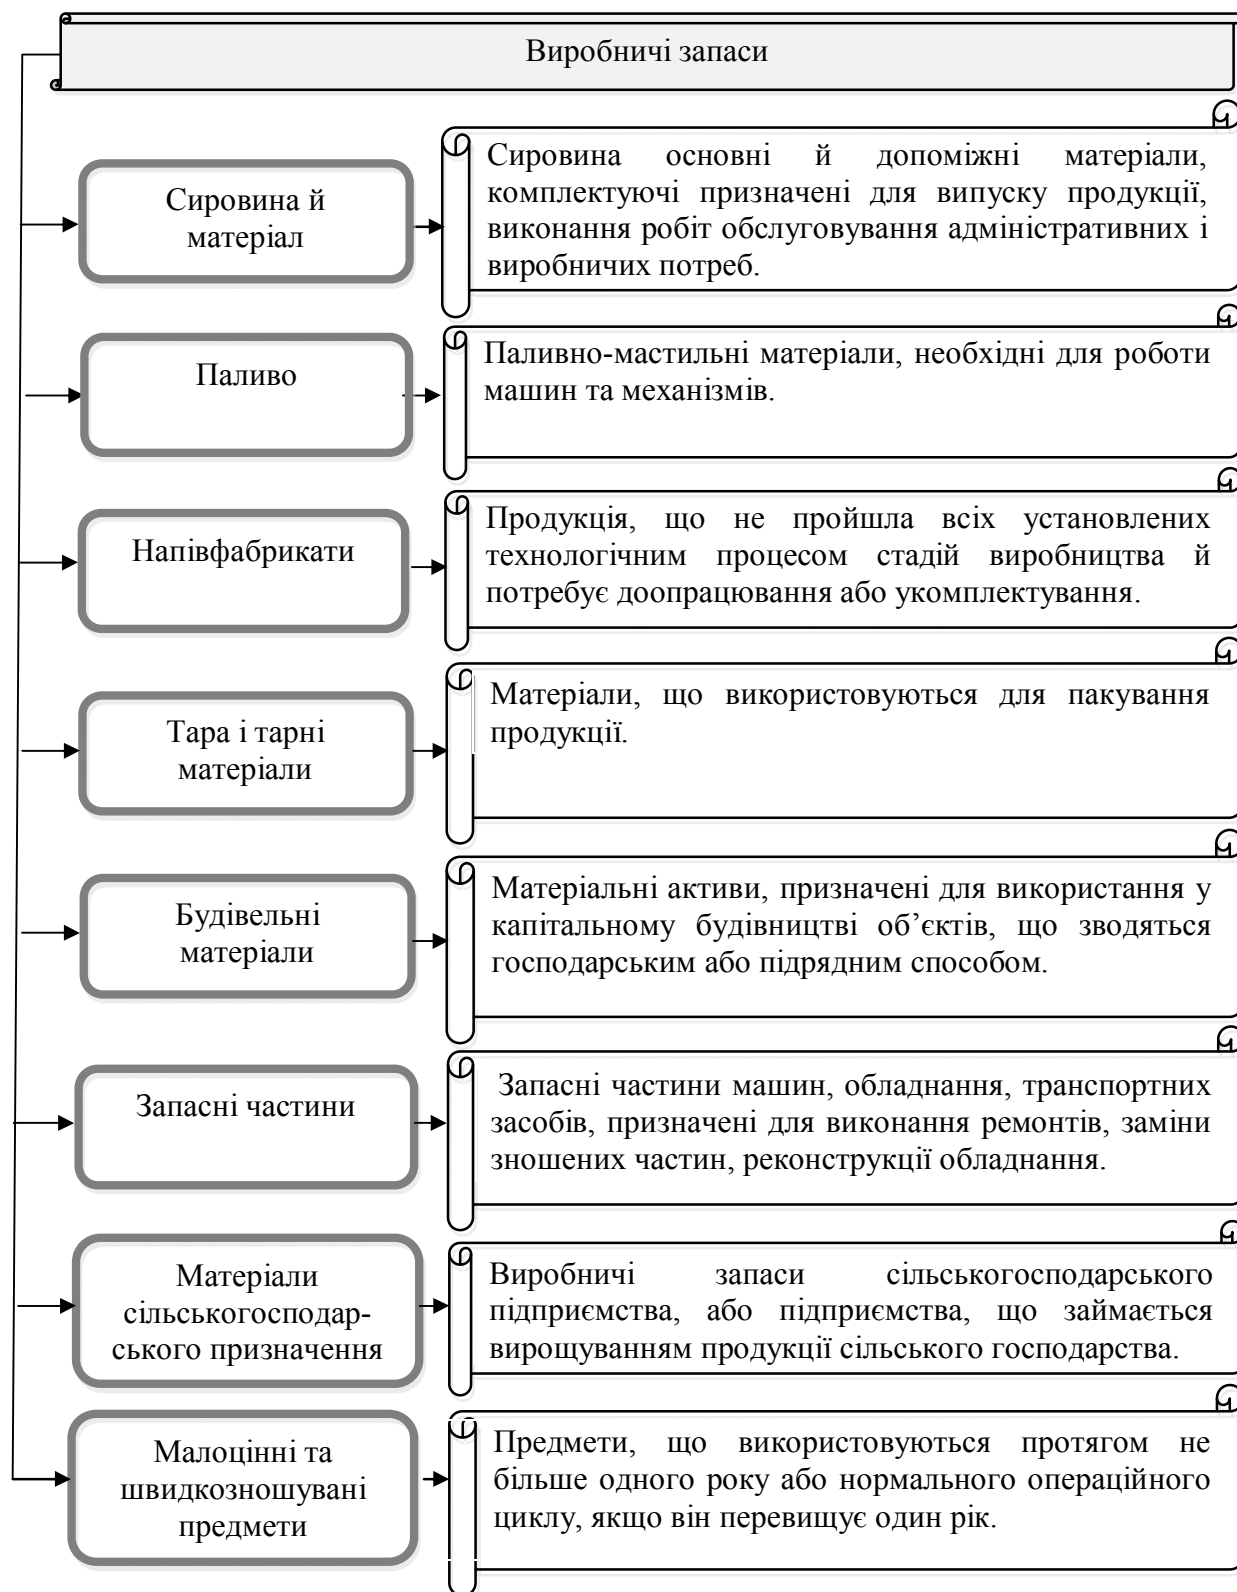 Виробничі запаси
Сировина й
матеріал
Сировина основні й допоміжні матеріали,
комплектуючі призначені для випуску продукції,
виконання робіт обслуговування адміністративних і
виробничих потреб.
Паливо
Паливно-мастильні матеріали, необхідні для роботи
машин та механізмів.
Напівфабрикати
Продукція, що не пройшла всіх установлених
технологічним процесом стадій виробництва й
потребує доопрацювання або укомплектування.
Тара і тарні
матеріали
Матеріали, що використовуються для пакування
продукції.
Будівельні
матеріали
Матеріальні активи, призначені для використання у
капітальному будівництві об’єктів, що зводяться
господарським або підрядним способом.
Запасні частини
Запасні частини машин, обладнання, транспортних
засобів, призначені для виконання ремонтів, заміни
зношених частин, реконструкції обладнання.
Матеріали
сільськогосподар-
ського призначення
Виробничі запаси сільськогосподарського
підприємства, або підприємства, що займається
вирощуванням продукції сільського господарства.
Малоцінні та
швидкозношувані
предмети
Предмети, що використовуються протягом не
більше одного року або нормального операційного
циклу, якщо він перевищує один рік.